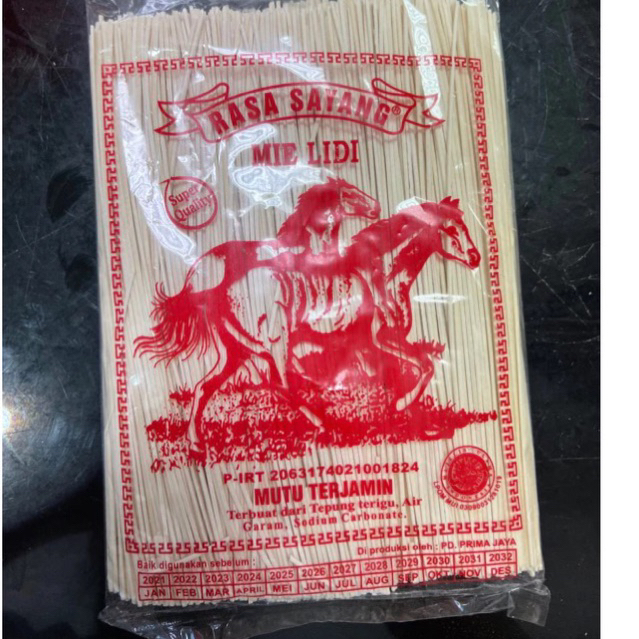 RASA SAYANG®
MIE LIDI
Super
Quality
P-IRT 2063174021001824
MUTU TERJAMIN
Terbuat dari Tepung terigu, Air
Garam, Sodium Carbonate.
Di produksi oleh : PD. PRIMA JAYA
Baik digunakan sebelum :
2021 2022 2023 2024 2025 2026 2027 2028 2029 2030 2031 2032
JAN FEB MAR APRIL MEI JUN JUL AUG SEP OKT NOV DES